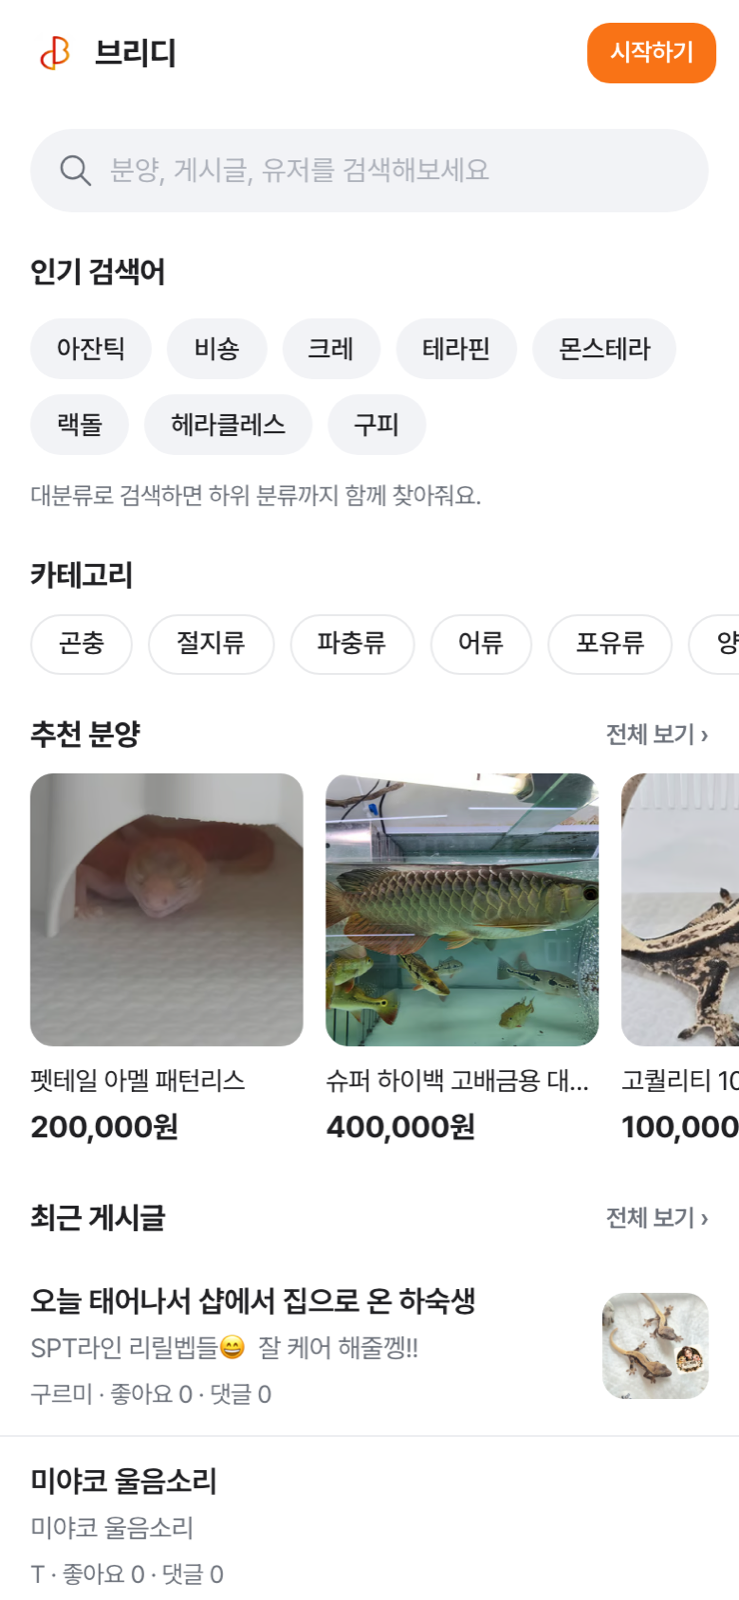 브리디
시작하기
분양, 게시글, 유저를 검색해보세요
인기 검색어
아잔틱 비숑 크레 테라핀 몬스테라
랙돌 헤라클레스 구피
대분류로 검색하면 하위 분류까지 함께 찾아줘요.
카테고리
곤충 절지류 파충류 어류 포유류 양
추천 분양
전체 보기 ›
펫테일 아멜 패턴리스
200,000원
슈퍼 하이백 고배금용 대...
400,000원
고퀄리티 10
100,000
최근 게시글
전체 보기 ›
오늘 태어나서 샵에서 집으로 온 하숙생
SPT라인 리릴벱들😄 잘 케어 해줄껭!!
구르미 · 좋아요 0 · 댓글 0
미야코 울음소리
미야코 울음소리
T · 좋아요 0 · 댓글 0